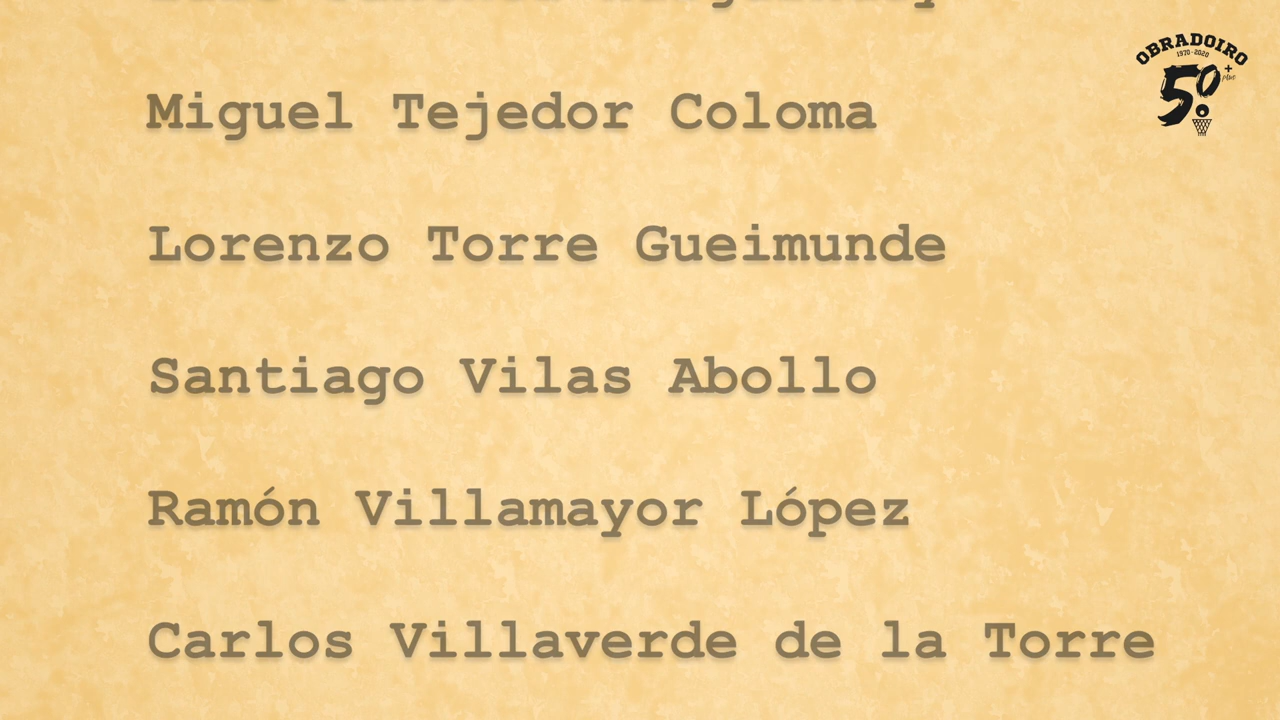 OBRADOIRO
1970-2020
50
+
plus
Miguel Tejedor Coloma
Lorenzo Torre Gueimunde
Santiago Vilas Abollo
Ramón Villamayor López
Carlos Villaverde de la Torre